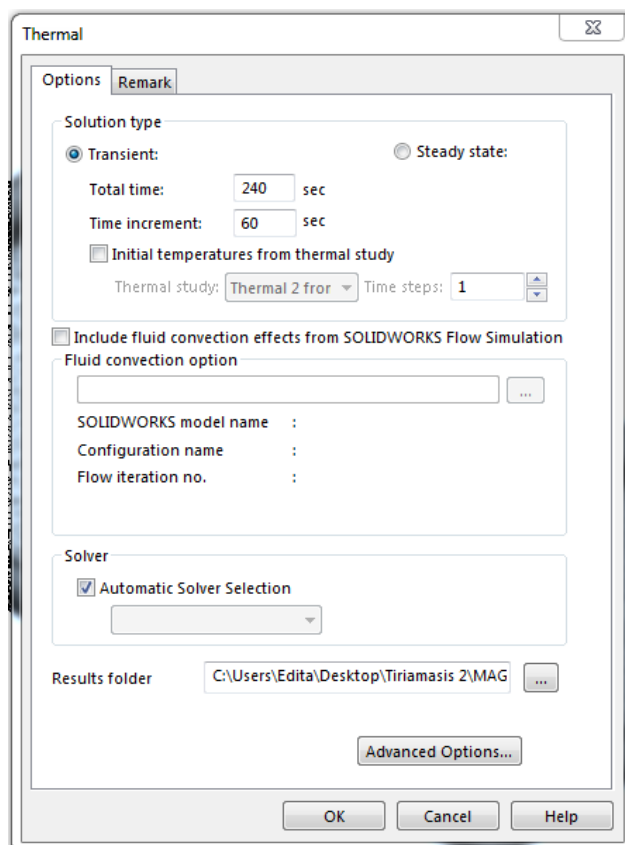 Thermal
Options Remark
Solution type
Transient: Steady state:
Total time: 240 sec
Time increment: 60 sec
Initial temperatures from thermal study
Thermal study: Thermal 2 fror Time steps: 1
Include fluid convection effects from SOLIDWORKS Flow Simulation
Fluid convection option
...
SOLIDWORKS model name :
Configuration name :
Flow iteration no. :
Solver
Automatic Solver Selection
Results folder C:\Users\Edita\Desktop\Tiriamasis 2\MAG ...
Advanced Options...
OK Cancel Help